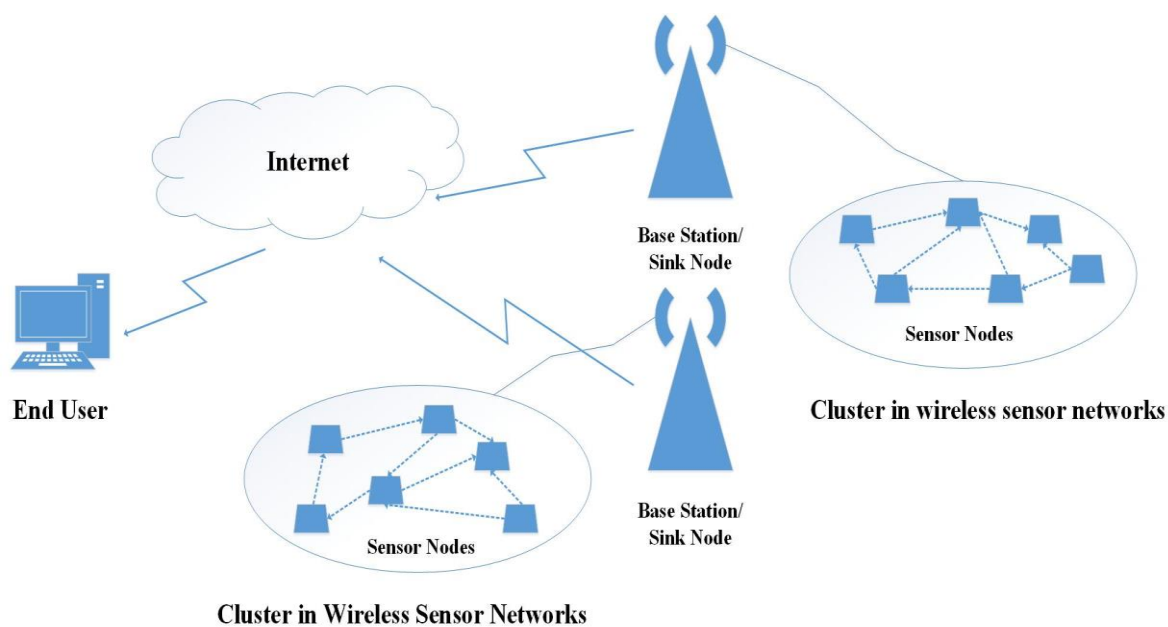 Internet
Base Station/
Sink Node
Sensor Nodes
End User
Cluster in wireless sensor networks
Base Station/
Sink Node
Sensor Nodes
Cluster in Wireless Sensor Networks